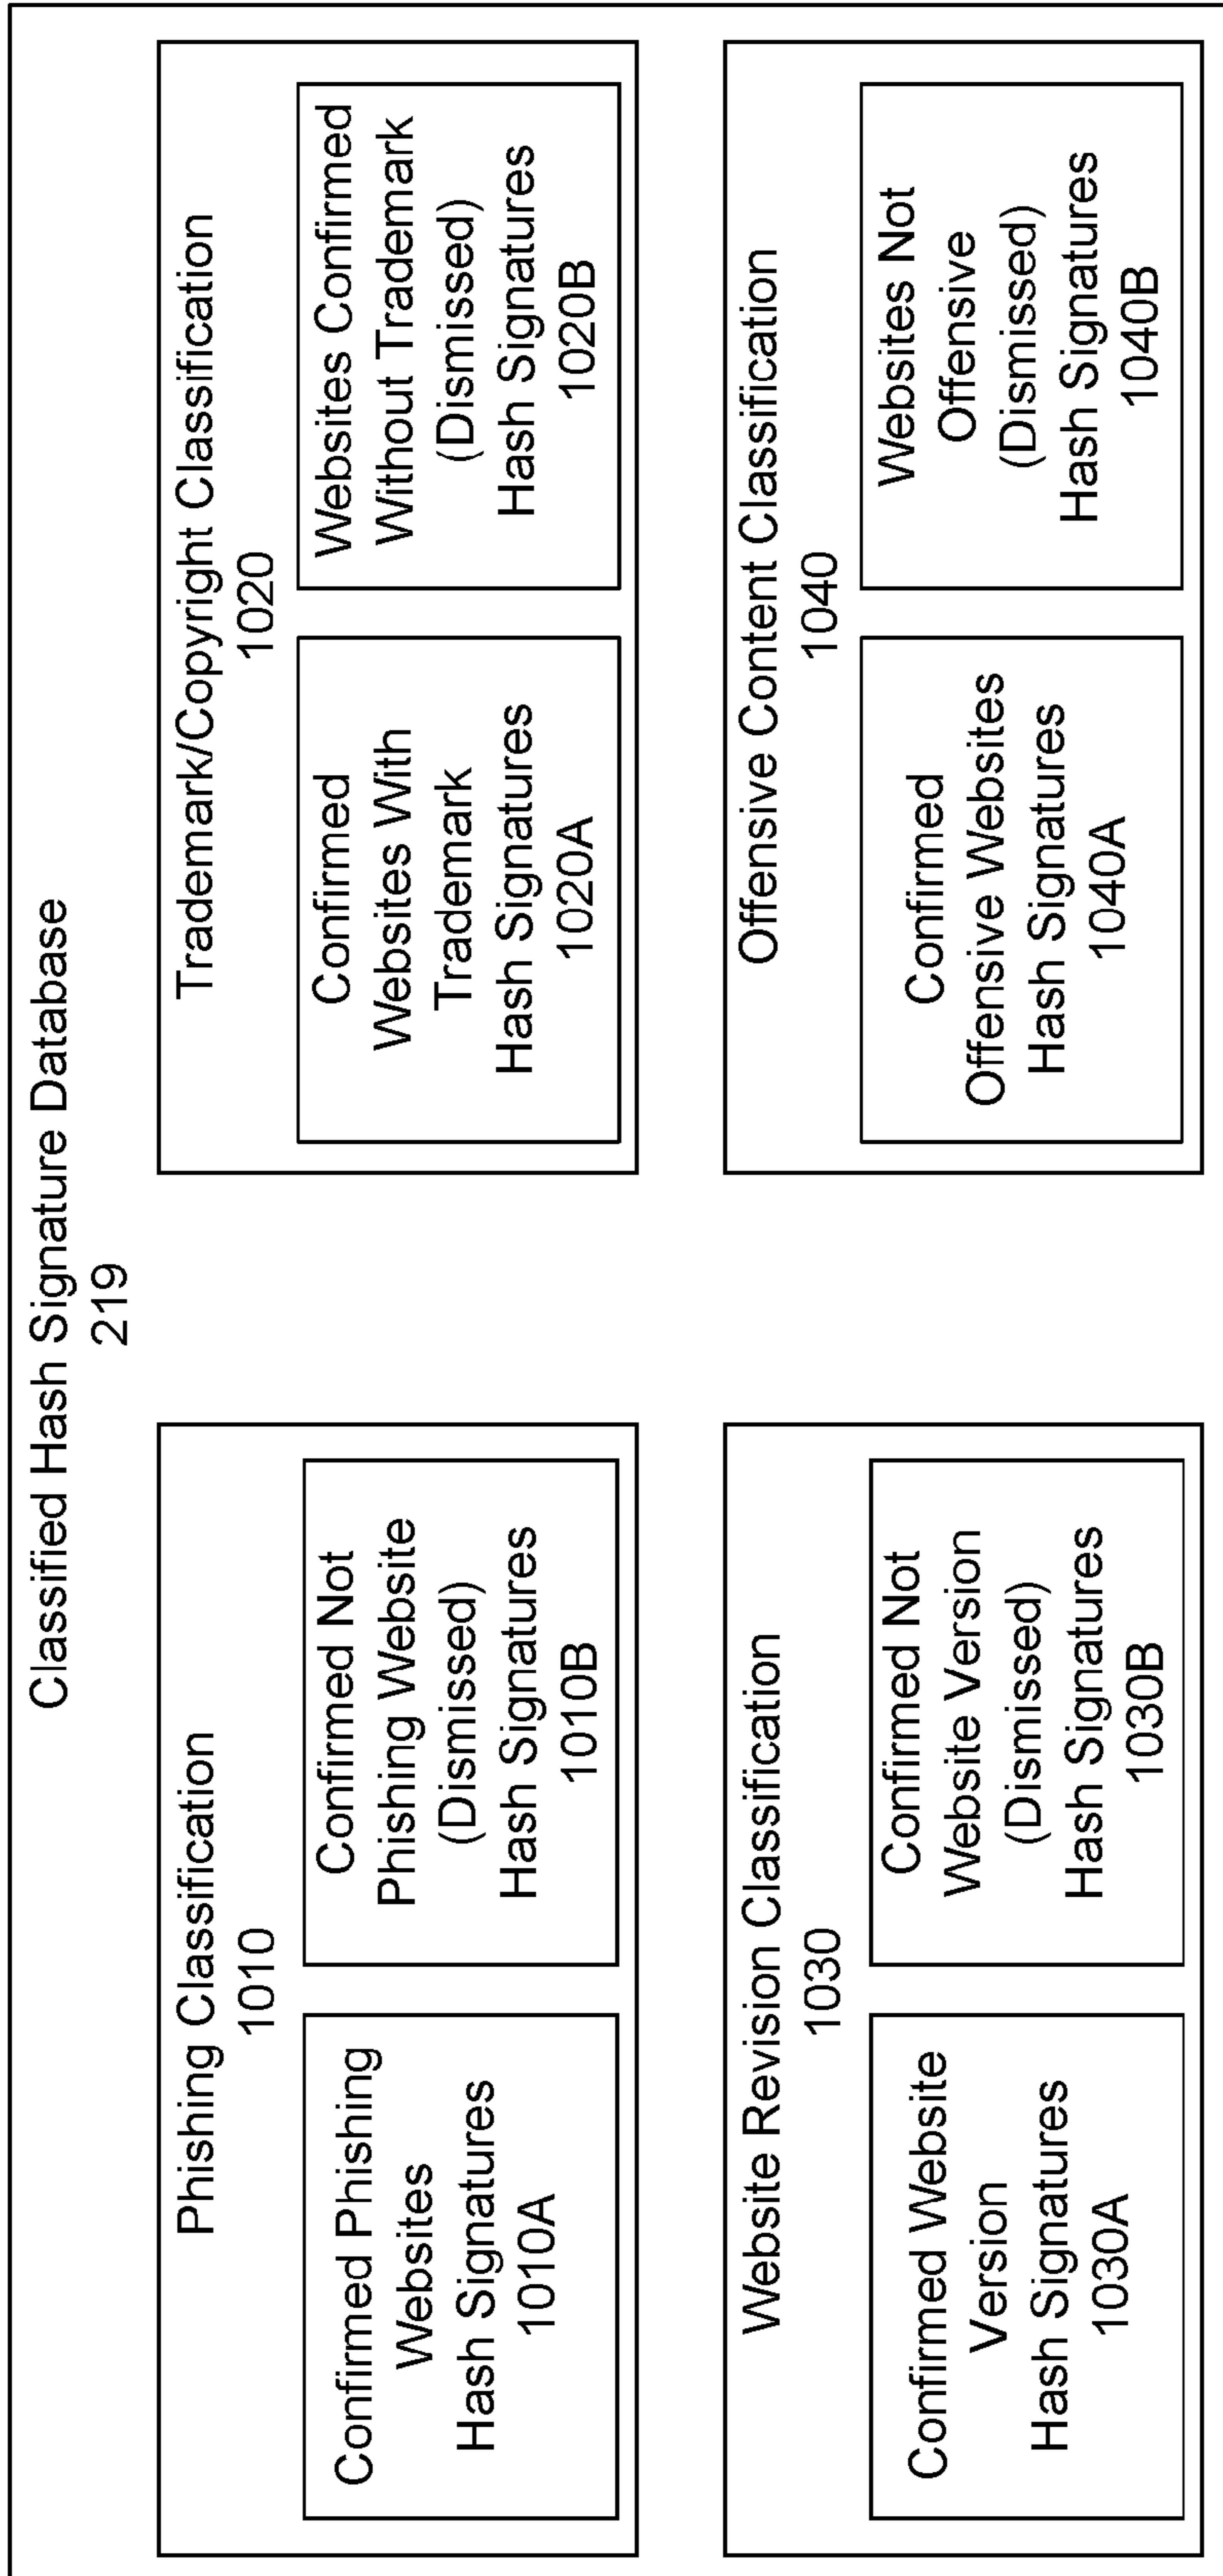 Classified Hash Signature Database
219
Phishing Classification
1010
Confirmed Phishing
Websites
Hash Signatures
1010A
Confirmed Not
Phishing Website
(Dismissed)
Hash Signatures
1010B
Trademark/Copyright Classification
1020
Confirmed
Websites With
Trademark
Hash Signatures
1020A
Websites Confirmed
Without Trademark
(Dismissed)
Hash Signatures
1020B
Website Revision Classification
1030
Confirmed Website
Version
Hash Signatures
1030A
Confirmed Not
Website Version
(Dismissed)
Hash Signatures
1030B
Offensive Content Classification
1040
Confirmed
Offensive Websites
Hash Signatures
1040A
Websites Not
Offensive
(Dismissed)
Hash Signatures
1040B